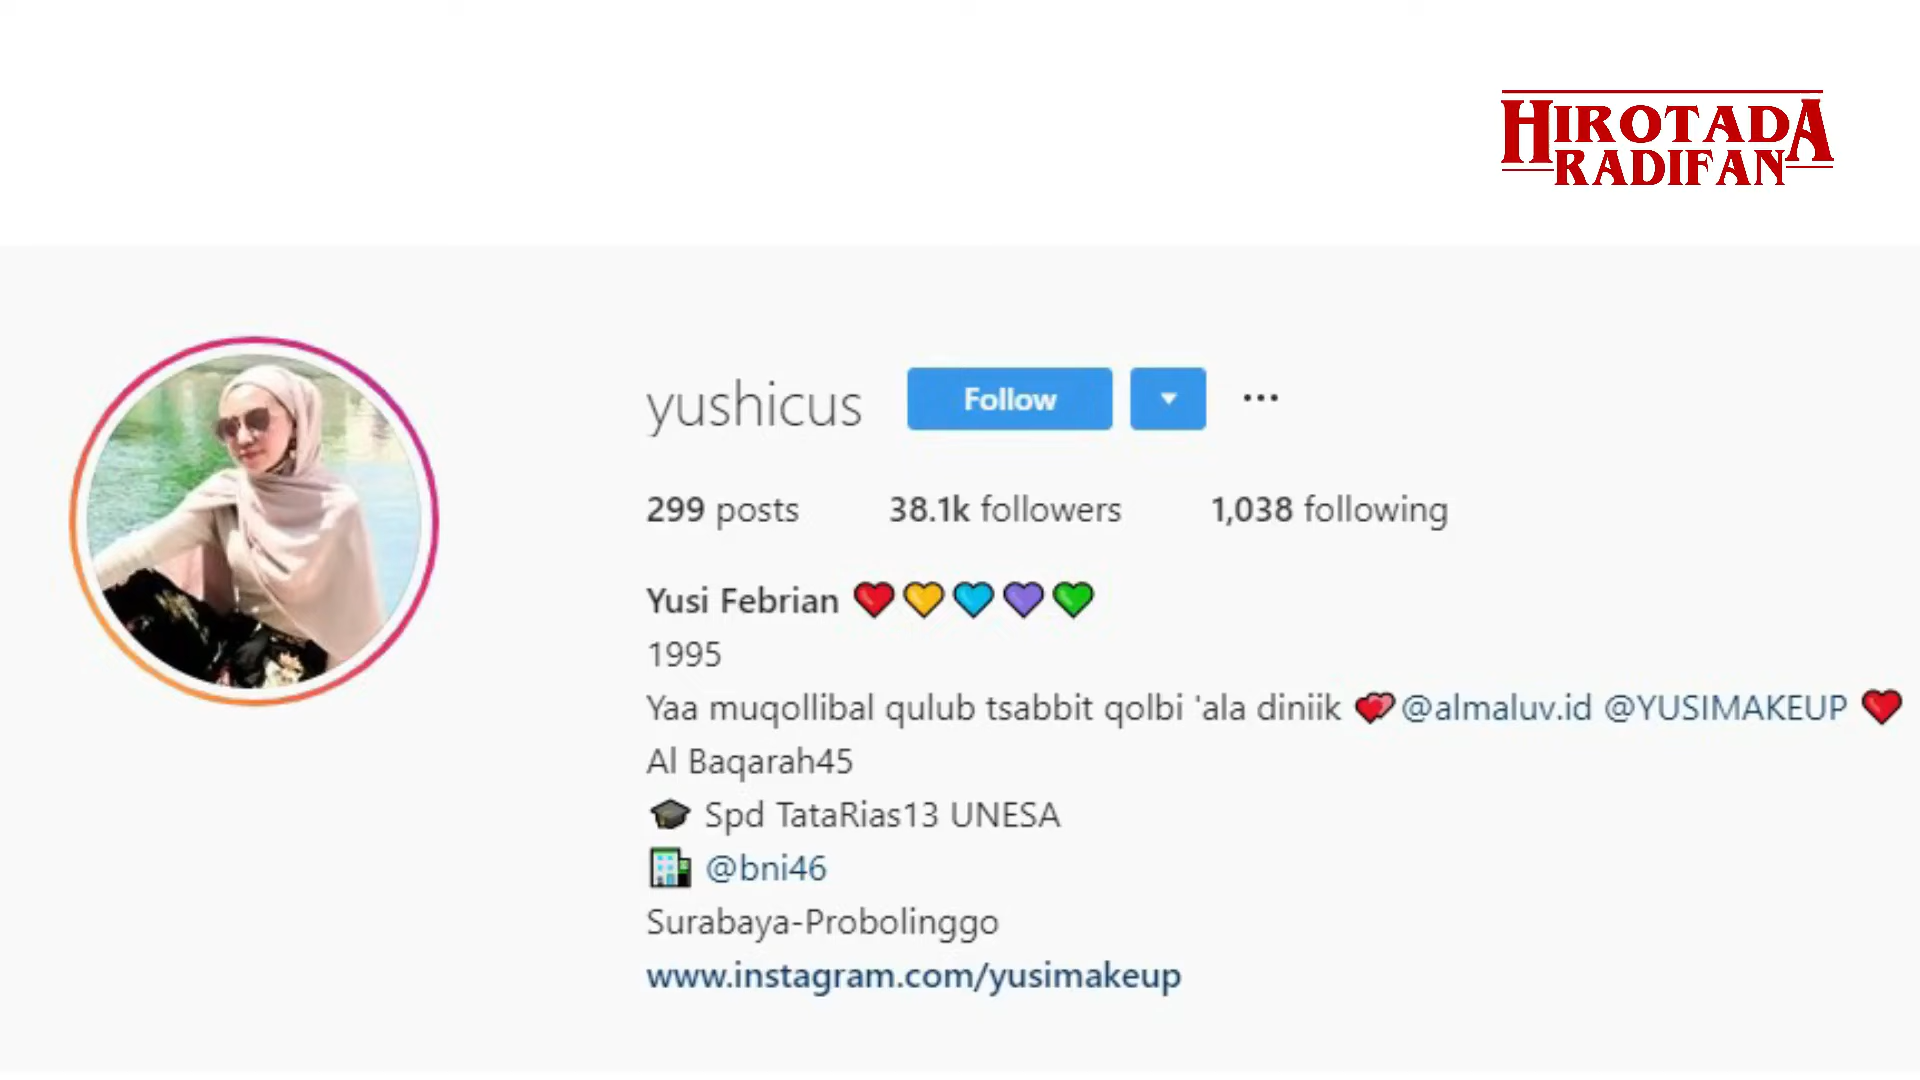 HIROTADA
RADIFAN
yushicus Follow ...
299 posts 38.1k followers 1,038 following
Yusi Febrian ❤️💛💙💜💚
1995
Yaa muqollibal qulub tsabbit qolbi 'ala diniik 💕@almaluv.id @YUSIMAKEUP ❤️
Al Baqarah45
🎓 Spd TataRias13 UNESA
🏢 @bni46
Surabaya-Probolinggo
www.instagram.com/yusimakeup